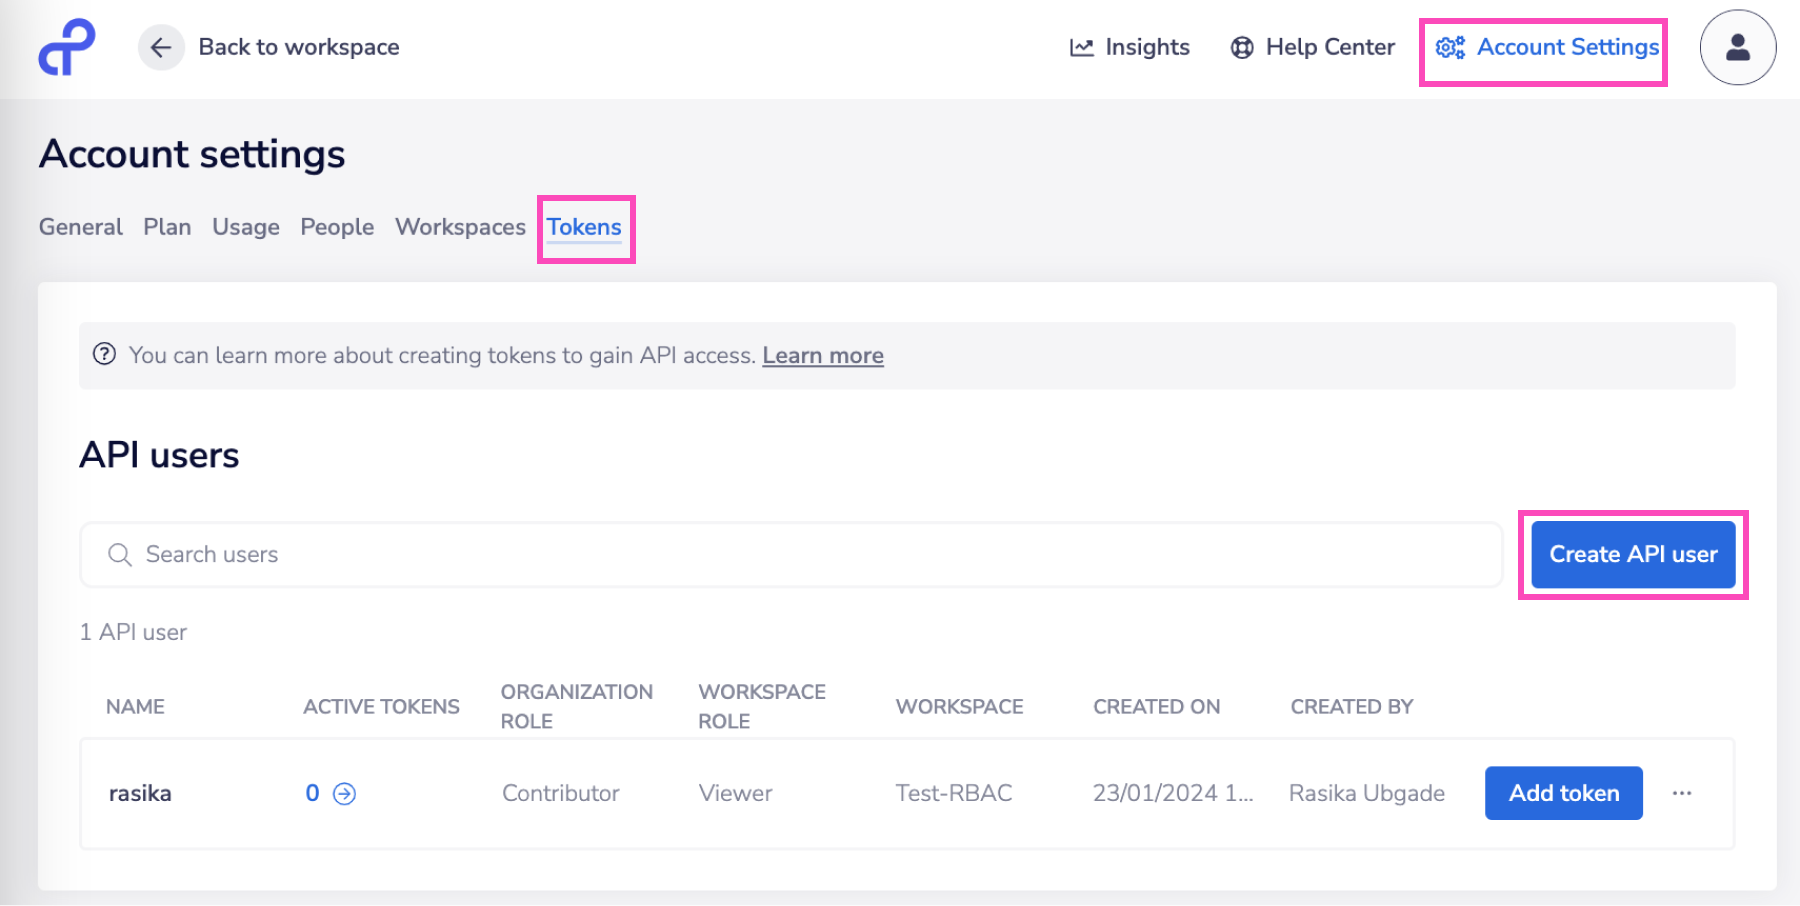 Back to workspace
Insights
Help Center
Account Settings
Account settings
General Plan Usage People Workspaces Tokens
You can learn more about creating tokens to gain API access. Learn more
API users
Search users
Create API user
1 API user
NAME
ACTIVE TOKENS
ORGANIZATION
ROLE
WORKSPACE
ROLE
WORKSPACE
CREATED ON
CREATED BY
rasika
0
Contributor
Viewer
Test-RBAC
23/01/2024 1...
Rasika Ubgade
Add token